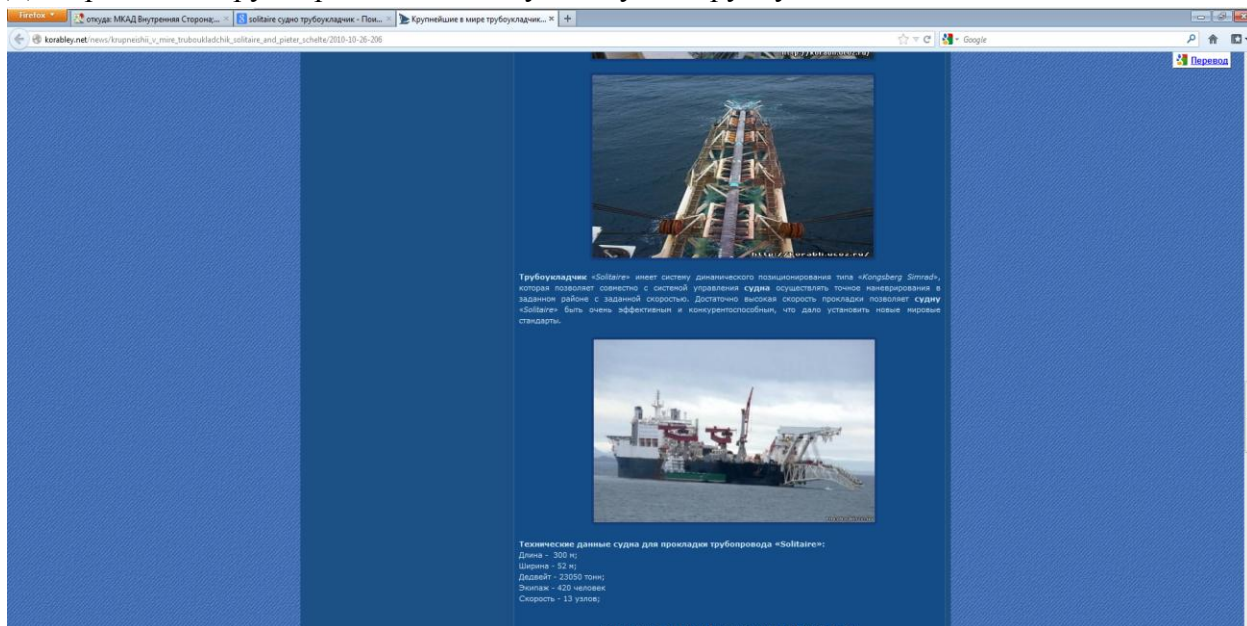 Firefox
откуда: МКАД Внутренняя Сторона;...
solitaire судно трубоукладчик - Пои...
Крупнейшие в мире трубоукладчик...
korabley.net/news/krupneishii_v_mire_truboukladchik_solitaire_and_pieter_schelte/2010-10-26-206
Google
Перевод
http://korabh.ucoz.ru/
Трубоукладчик «Solitaire» имеет систему динамического позиционирования типа «Kongsberg Simrad»,
которая позволяет совместно с системой управления судна осуществлять точное маневрирование в
заданном районе с заданной скоростью. Достаточно высокая скорость прокладки позволяет судну
«Solitaire» быть очень эффективным и конкурентоспособным, что дало установить новые мировые
стандарты.
Технические данные судна для прокладки трубопровода «Solitaire»:
Длина - 300 м;
Ширина - 52 м;
Дедвейт - 23050 тонн;
Экипаж - 420 человек
Скорость - 13 узлов;